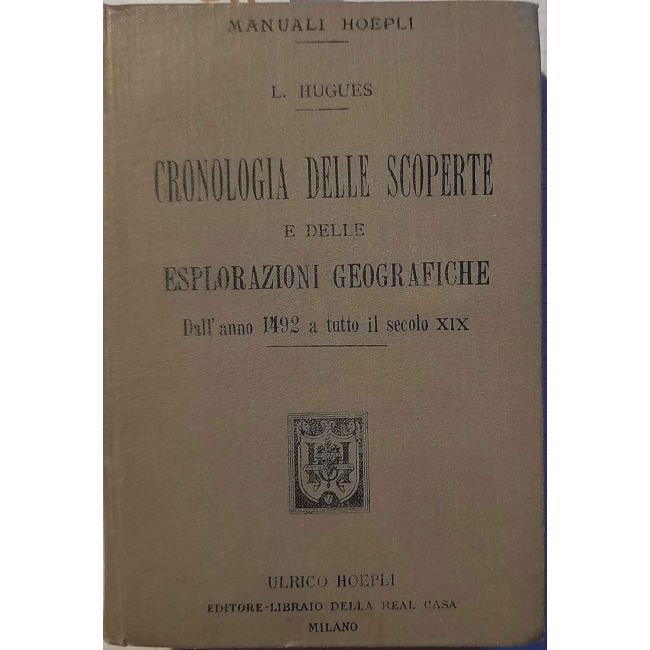 MANUALI HOEPLI
L. HUGUES
CRONOLOGIA DELLE SCOPERTE
E DELLE
ESPLORAZIONI GEOGRAFICHE
Dall'anno 1492 a tutto il secolo XIX
ULRICO HOEPLI
EDITORE-LIBRAIO DELLA REAL CASA
MILANO